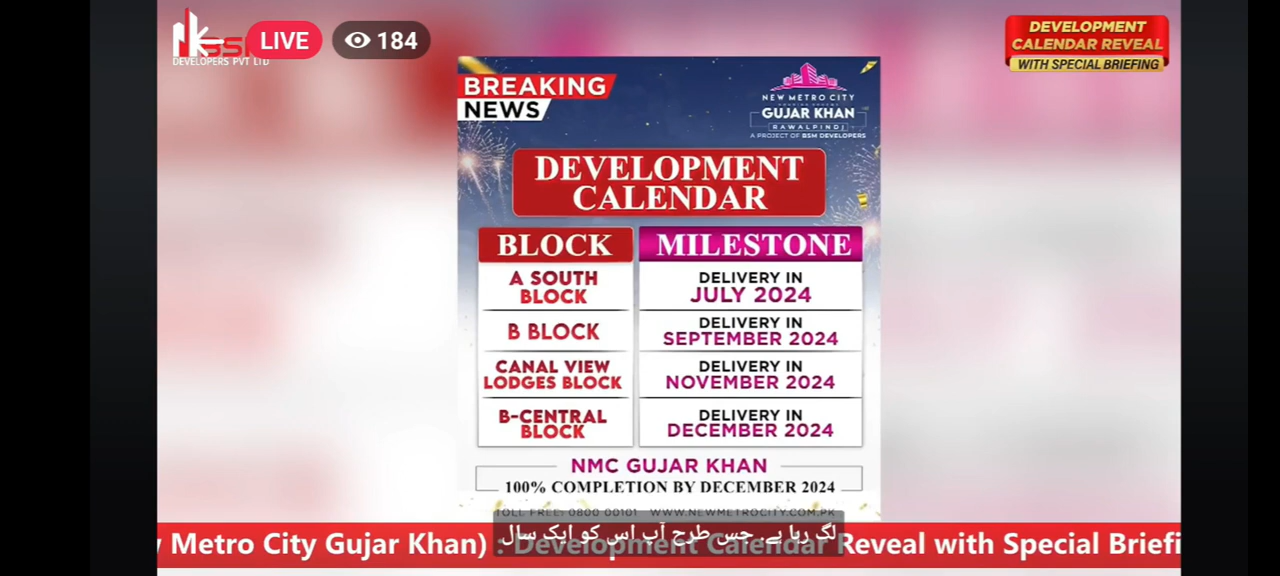 BSM
DEVELOPERS PVT LTD
LIVE
184
DEVELOPMENT
CALENDAR REVEAL
WITH SPECIAL BRIEFING
BREAKING
NEWS
NEW METRO CITY
GUJAR KHAN
RAWALPINDI
A PROJECT OF BSM DEVELOPERS
DEVELOPMENT
CALENDAR
BLOCK
MILESTONE
A SOUTH
BLOCK
DELIVERY IN
JULY 2024
B BLOCK
DELIVERY IN
SEPTEMBER 2024
CANAL VIEW
LODGES BLOCK
DELIVERY IN
NOVEMBER 2024
B-CENTRAL
BLOCK
DELIVERY IN
DECEMBER 2024
NMC GUJAR KHAN
100% COMPLETION BY DECEMBER 2024
TOLL FREE: 0800 00101 WWW.NEWMETROCITY.COM.PK
لگ رہا ہے. جس طرح آپ اس کو ایک سال
Metro City Gujar Khan) : Development Calendar Reveal with Special Briefi